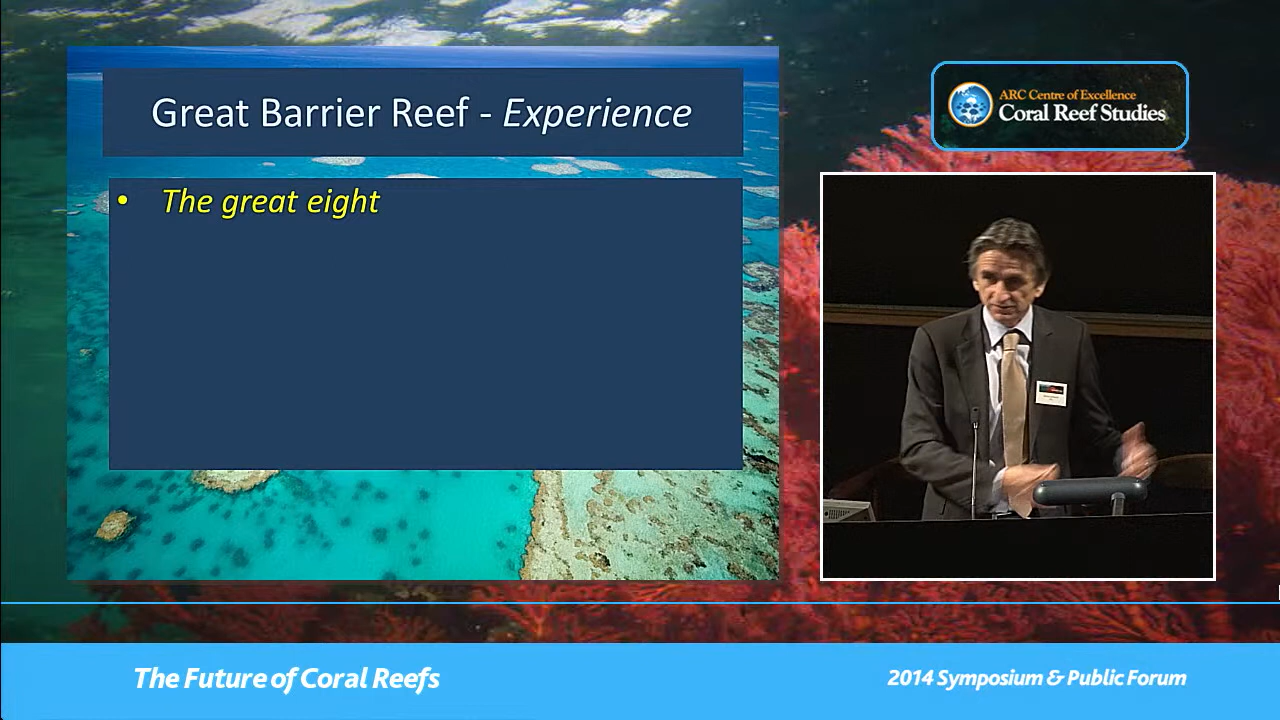 Great Barrier Reef - Experience
• The great eight
ARC Centre of Excellence
Coral Reef Studies
The Future of Coral Reefs
2014 Symposium & Public Forum